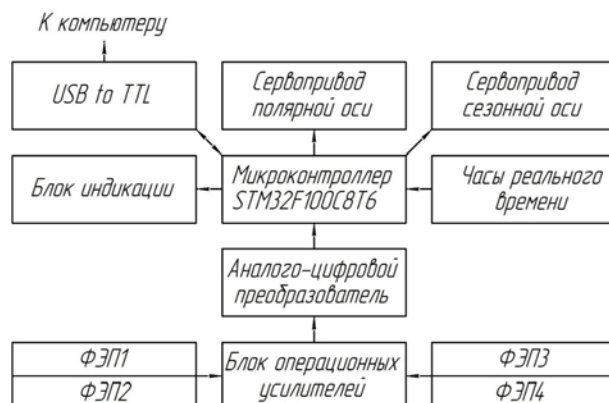 К компьютеру
USB to TTL
Сервопривод
полярной оси
Сервопривод
сезонной оси
Блок индикации
Микроконтроллер
STM32F100C8T6
Часы реального
времени
Аналого-цифровой
преобразователь
ФЭП1
ФЭП2
Блок операционных
усилителей
ФЭП3
ФЭП4